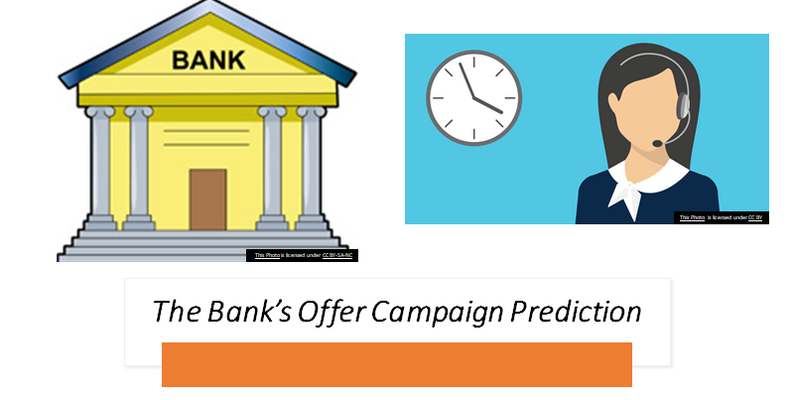 BANK
This Photo is licensed under CC BY-SA-NC
This Photo is licensed under CC BY
The Bank's Offer Campaign Prediction